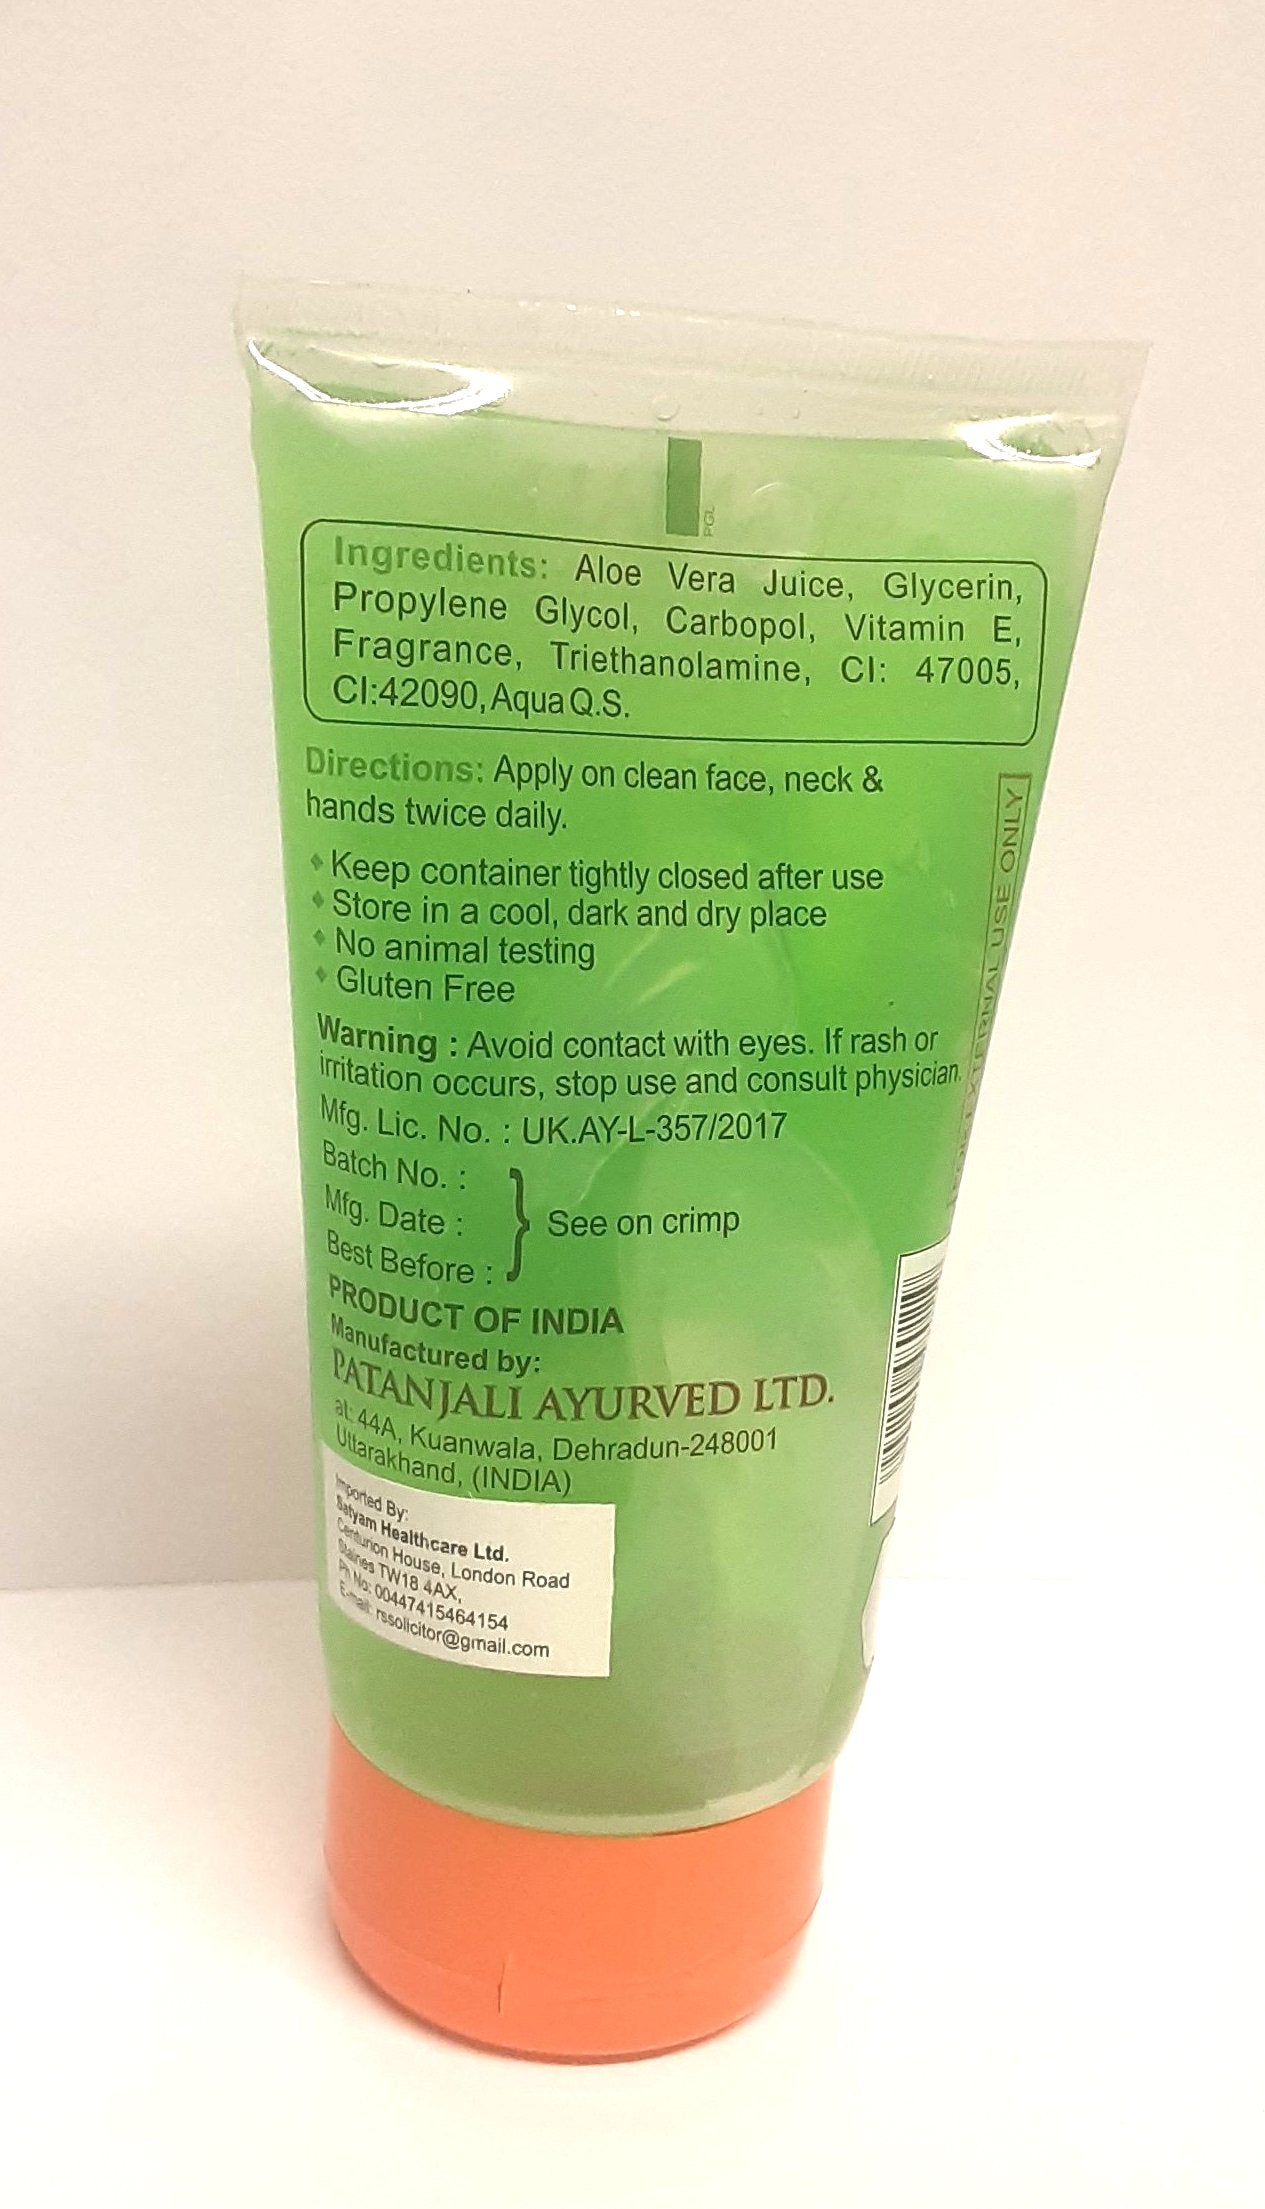 PGL
Ingredients: Aloe Vera Juice, Glycerin,
Propylene Glycol, Carbopol, Vitamin E,
Fragrance, Triethanolamine, CI: 47005,
CI:42090, Aqua Q.S.
Directions: Apply on clean face, neck &
hands twice daily.
Keep container tightly closed after use
Store in a cool, dark and dry place
No animal testing
Gluten Free
Warning : Avoid contact with eyes. If rash or
irritation occurs, stop use and consult physician.
Mfg. Lic. No. : UK.AY-L-357/2017
Batch No. :
Mfg. Date :
Best Before :
See on crimp
PRODUCT OF INDIA
Manufactured by:
PATANJALI AYURVED LTD.
at: 44A, Kuanwala, Dehradun-248001
Uttarakhand, (INDIA)
Imported By:
Satyam Healthcare Ltd.
Centurion House, London Road
Staines TW18 4AX,
Ph No: 00447415464154
E-mail: rssolicitor@gmail.com
FOR EXTERNAL USE ONLY